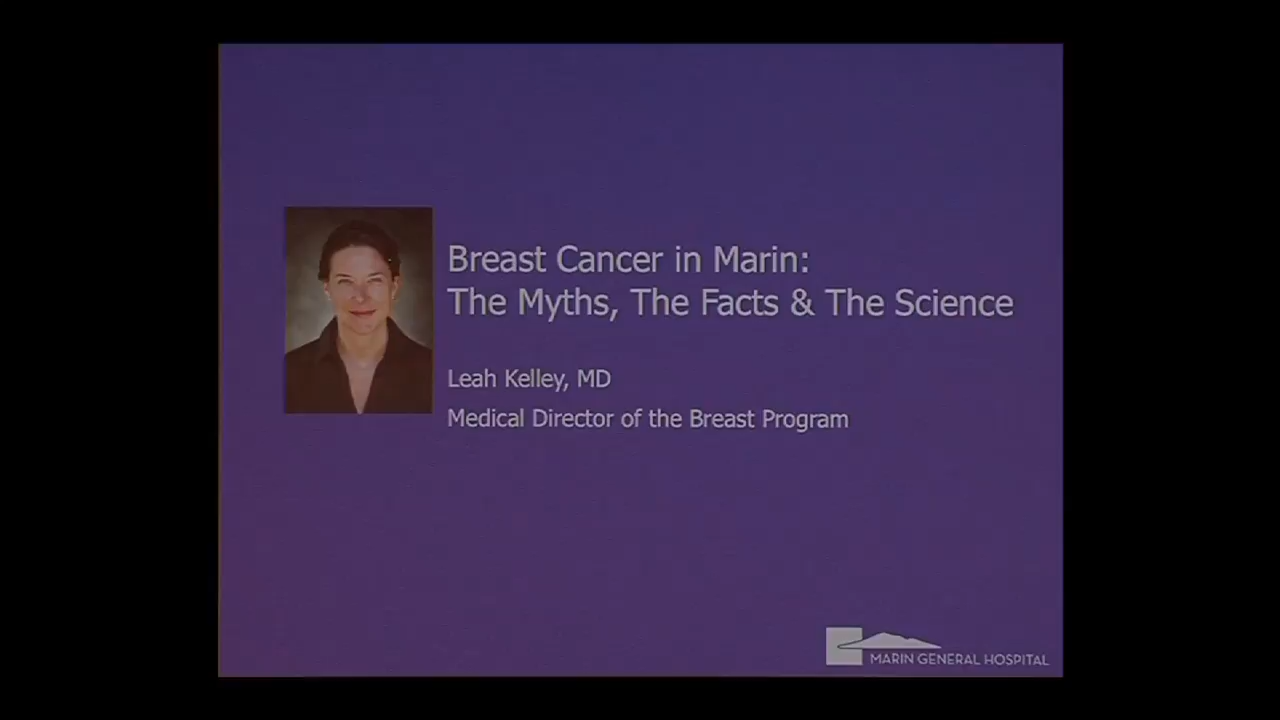 Breast Cancer in Marin:
The Myths, The Facts & The Science
Leah Kelley, MD
Medical Director of the Breast Program
MARIN GENERAL HOSPITAL